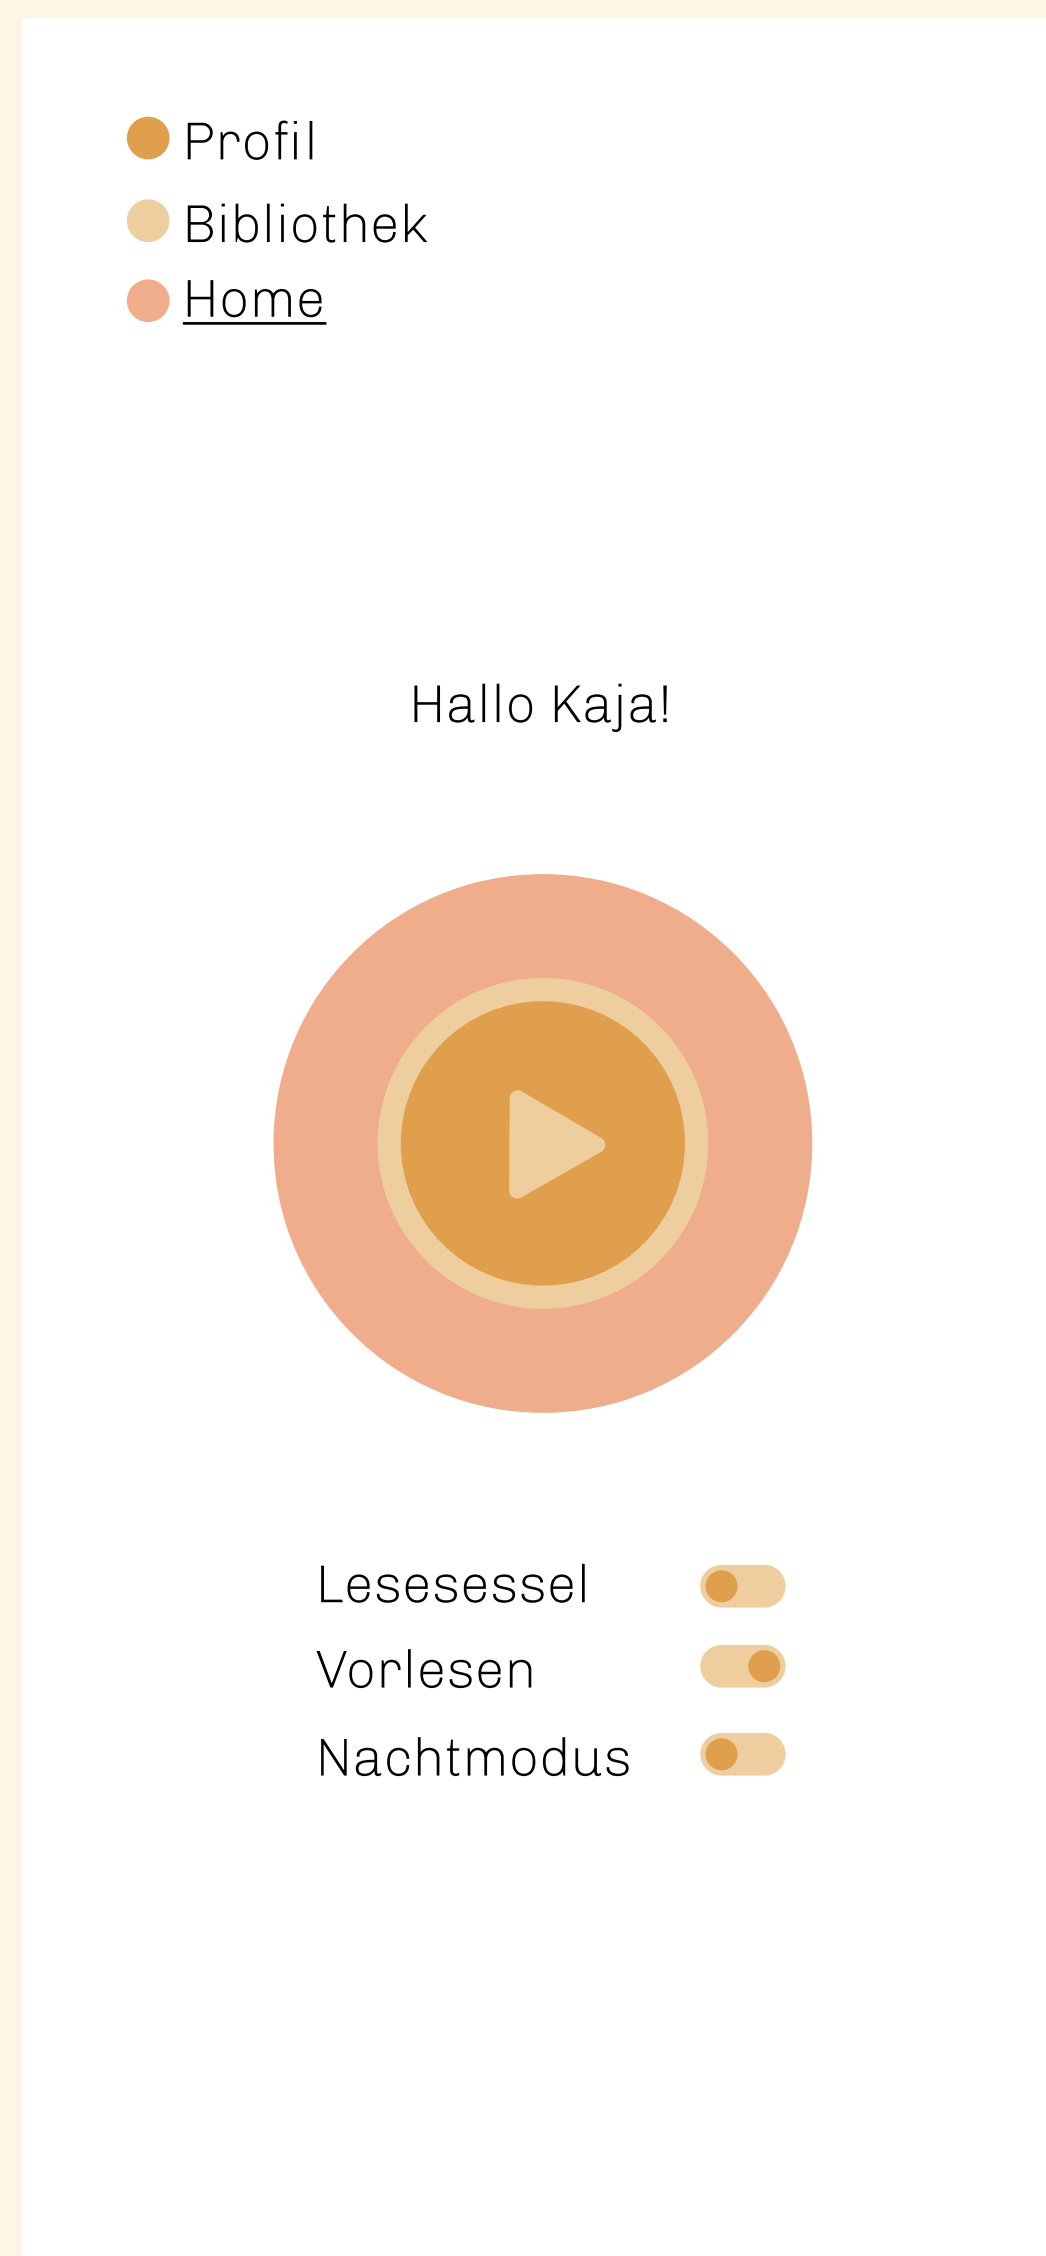 Profil
Bibliothek
Home
Hallo Kaja!
Lesesessel
Vorlesen
Nachtmodus